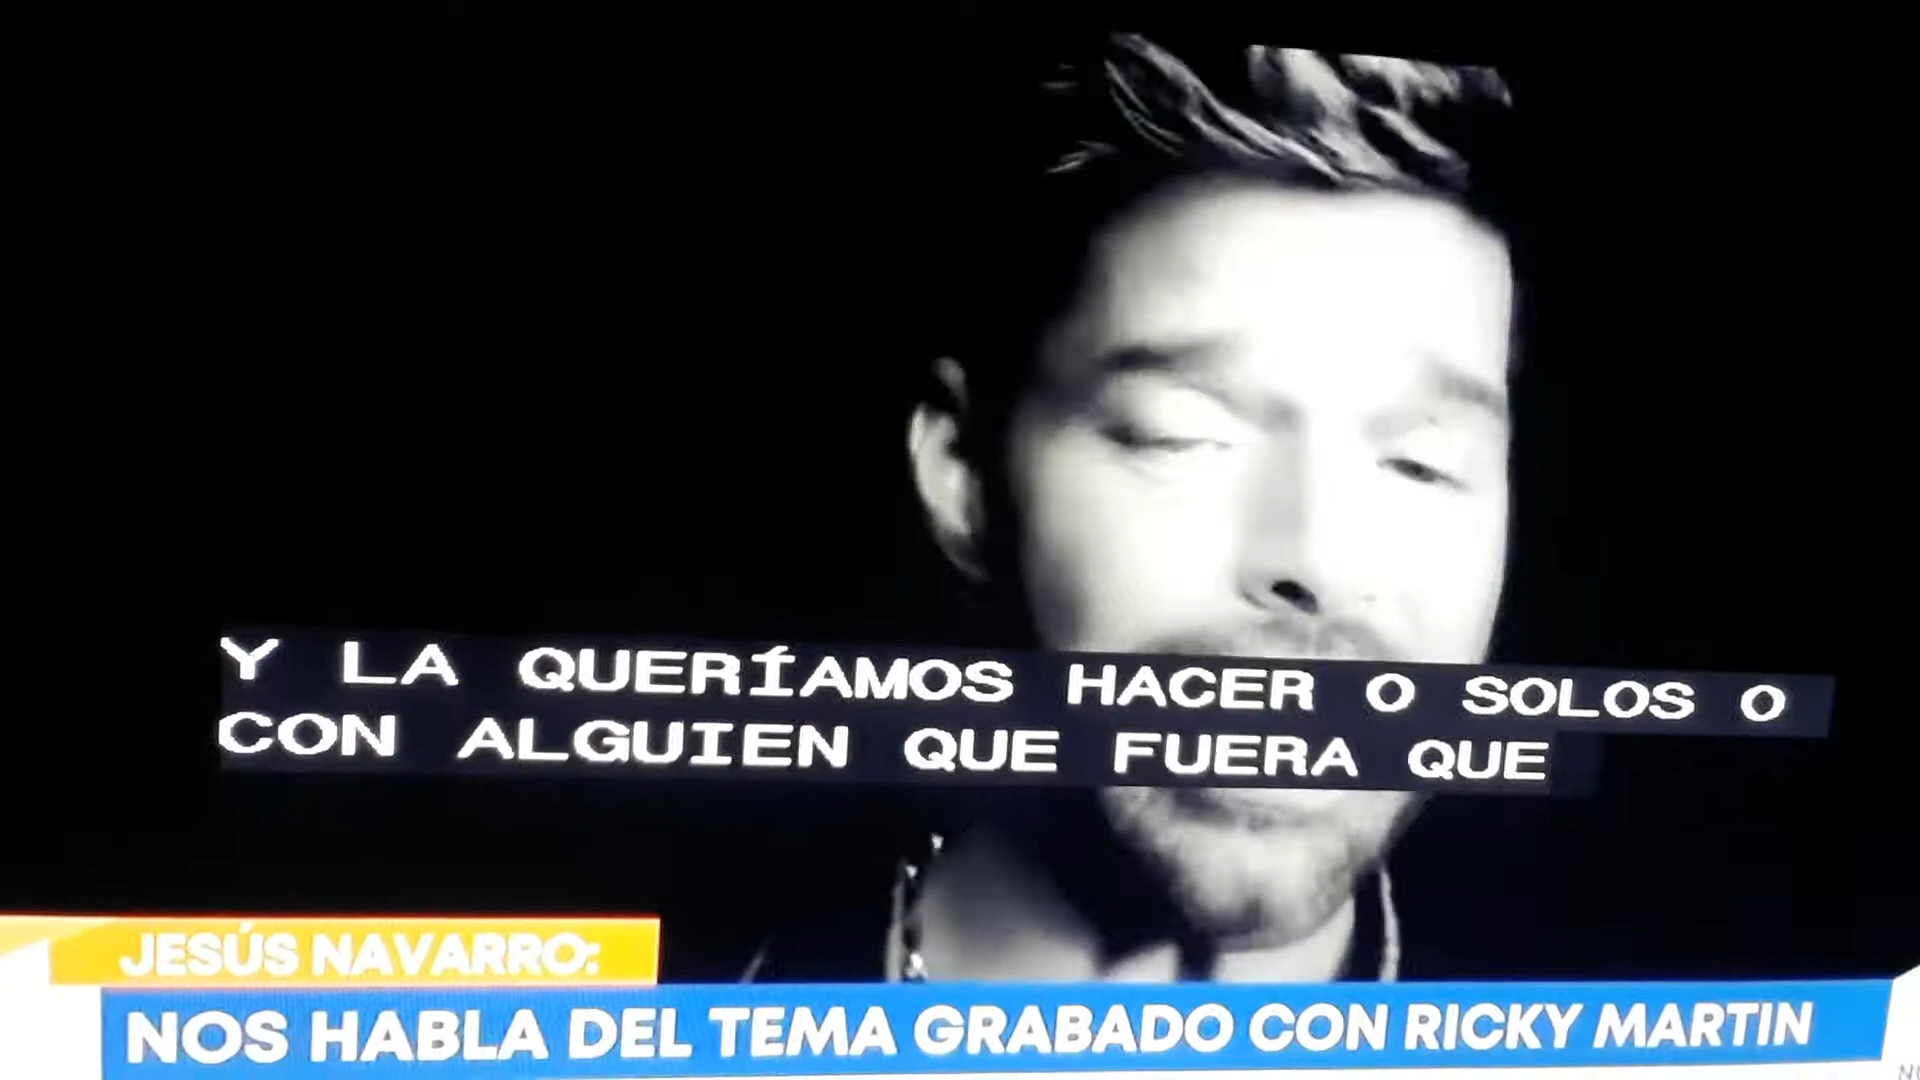 Y LA QUERÍAMOS HACER O SOLOS O
CON ALGUIEN QUE FUERA QUE
JESÚS NAVARRO:
NOS HABLA DEL TEMA GRABADO CON RICKY MARTIN